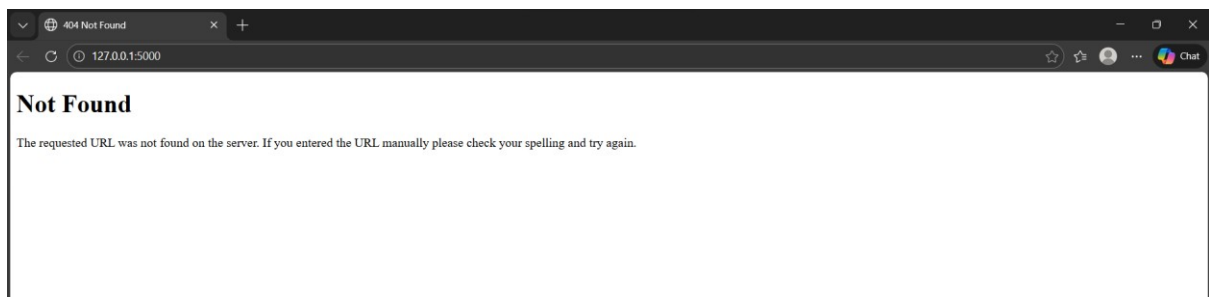 404 Not Found
127.0.0.1:5000
Chat
Not Found
The requested URL was not found on the server. If you entered the URL manually please check your spelling and try again.